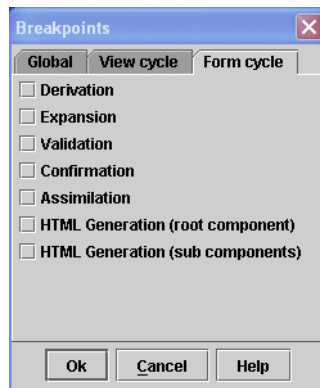 Breakpoints
Global View cycle Form cycle
Derivation
Expansion
Validation
Confirmation
Assimilation
HTML Generation (root component)
HTML Generation (sub components)
Ok Cancel Help